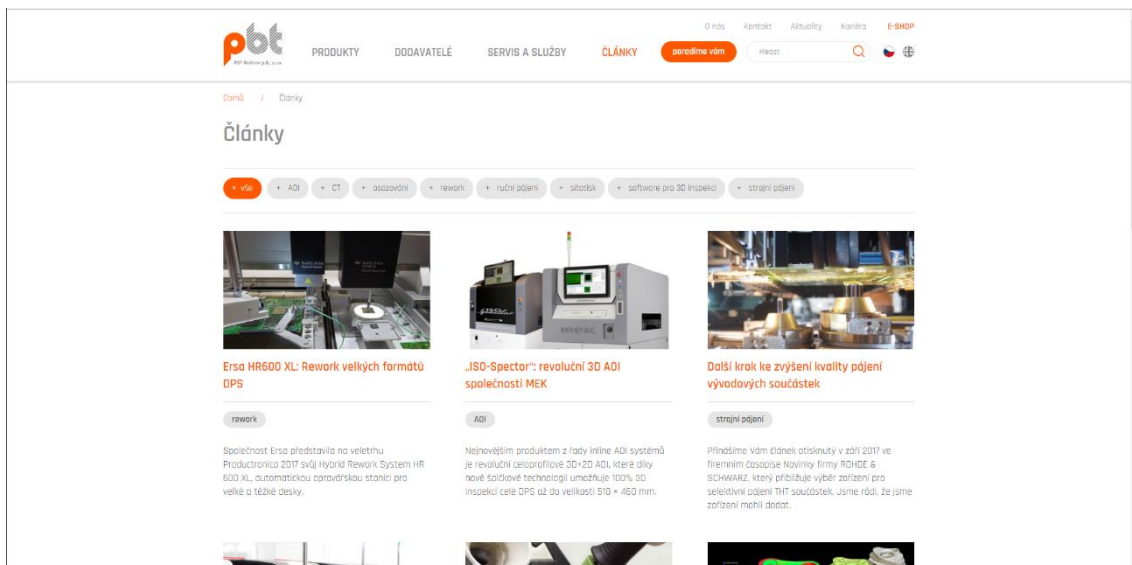 O nás Kontakt Aktuality Kariéra E-SHOP
pbt
PBT Rožnov p.R., s.r.o.
PRODUKTY DODAVATELÉ SERVIS A SLUŽBY ČLÁNKY poradíme vám Hledat
Domů / Články
Články
× vše + AOI + CT + osazování + rework + ruční pájení + sítotisk + software pro 3D inspekci + strojní pájení
Ersa HR600 XL: Rework velkých formátů
DPS
rework
Společnost Ersa představila na veletrhu
Productronica 2017 svůj Hybrid Rework System HR
600 XL, automatickou opravářskou stanici pro
velké a těžké desky.
mek
„ISO-Spector“: revoluční 3D AOI
společnosti MEK
AOI
Nejnovějším produktem z řady inline AOI systémů
je revoluční celoprofilové 3D+2D AOI, které díky
nové špičkové technologii umožňuje 100% 3D
inspekci celé DPS až do velikosti 510 × 460 mm.
Další krok ke zvýšení kvality pájení
vývodových součástek
strojní pájení
Přinášíme Vám článek otisknutý v září 2017 ve
firemním časopise Novinky firmy ROHDE &
SCHWARZ, který přibližuje výběr zařízení pro
selektivní pájení THT součástek. Jsme rádi, že jsme
zařízení mohli dodat.